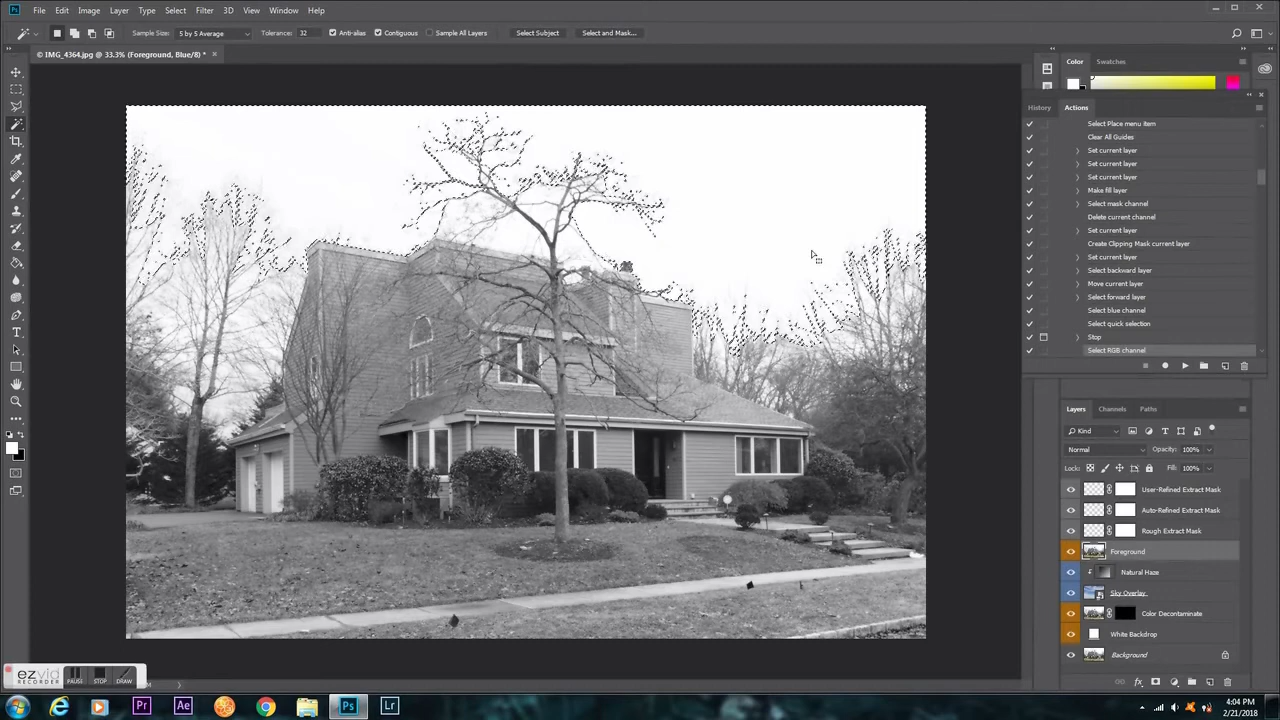 Ps File Edit Image Layer Type Select Filter 3D View Window Help
Sample Size: 5 by 5 Average Tolerance: 32 Anti-alias Contiguous Sample All Layers Select Subject Select and Mask...
© IMG_4364.jpg @ 33.3% (Foreground, Blue/8) * ×
Color Swatches
History Actions
Select Place menu item
Clear All Guides
Set current layer
Set current layer
Set current layer
Make fill layer
Select mask channel
Delete current channel
Set current layer
Create Clipping Mask current layer
Set current layer
Select backward layer
Move current layer
Select forward layer
Select blue channel
Select quick selection
Stop
Select RGB channel
Layers Channels Paths
Kind
Normal Opacity: 100%
Lock: Fill: 100%
User-Refined Extract Mask
Auto-Refined Extract Mask
Rough Extract Mask
Foreground
Natural Haze
Sky Overlay
Color Decontaminate
White Backdrop
Background
ezvid
PAUSE STOP DRAW
M
Pr Ae Ps Lr
4:04 PM
2/21/2018